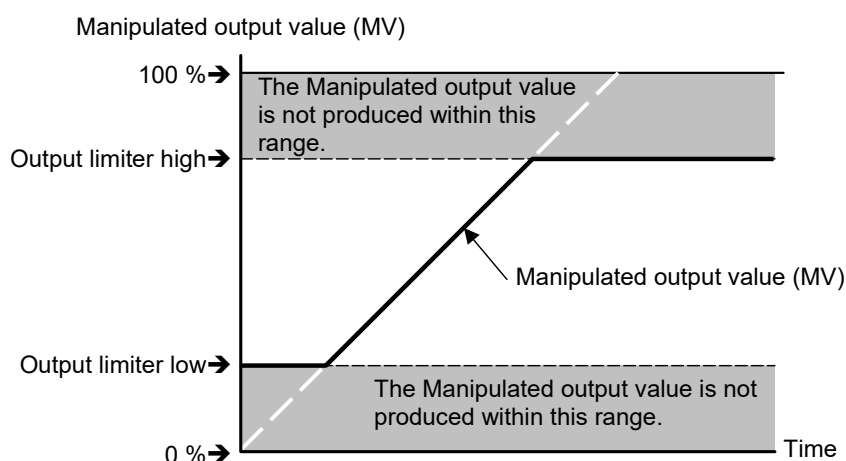 Manipulated output value (MV)
100 %
The Manipulated output value
is not produced within this
range.
Output limiter high
Manipulated output value (MV)
Output limiter low
The Manipulated output value is not
produced within this range.
0 %
Time